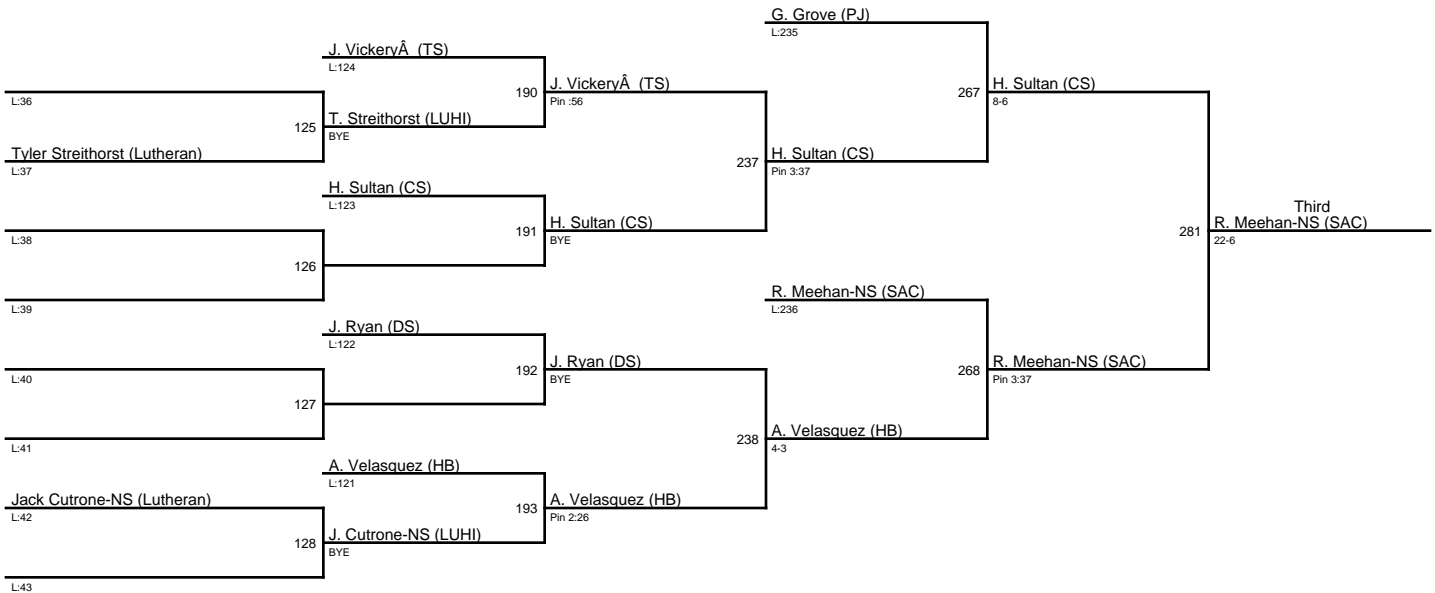 G. Grove (PJ)
L:235
J. VickeryÂ (TS)
L:124
190
J. VickeryÂ (TS)
Pin :56
267
H. Sultan (CS)
8-6
L:36
125
T. Streithorst (LUHI)
BYE
Tyler Streithorst (Lutheran)
L:37
237
H. Sultan (CS)
Pin 3:37
H. Sultan (CS)
L:123
L:38
191
H. Sultan (CS)
BYE
126
L:39
281
Third
R. Meehan-NS (SAC)
22-6
R. Meehan-NS (SAC)
L:236
J. Ryan (DS)
L:122
L:40
192
J. Ryan (DS)
BYE
268
R. Meehan-NS (SAC)
Pin 3:37
127
L:41
238
A. Velasquez (HB)
4-3
A. Velasquez (HB)
L:121
Jack Cutrone-NS (Lutheran)
L:42
193
A. Velasquez (HB)
Pin 2:26
128
J. Cutrone-NS (LUHI)
BYE
L:43